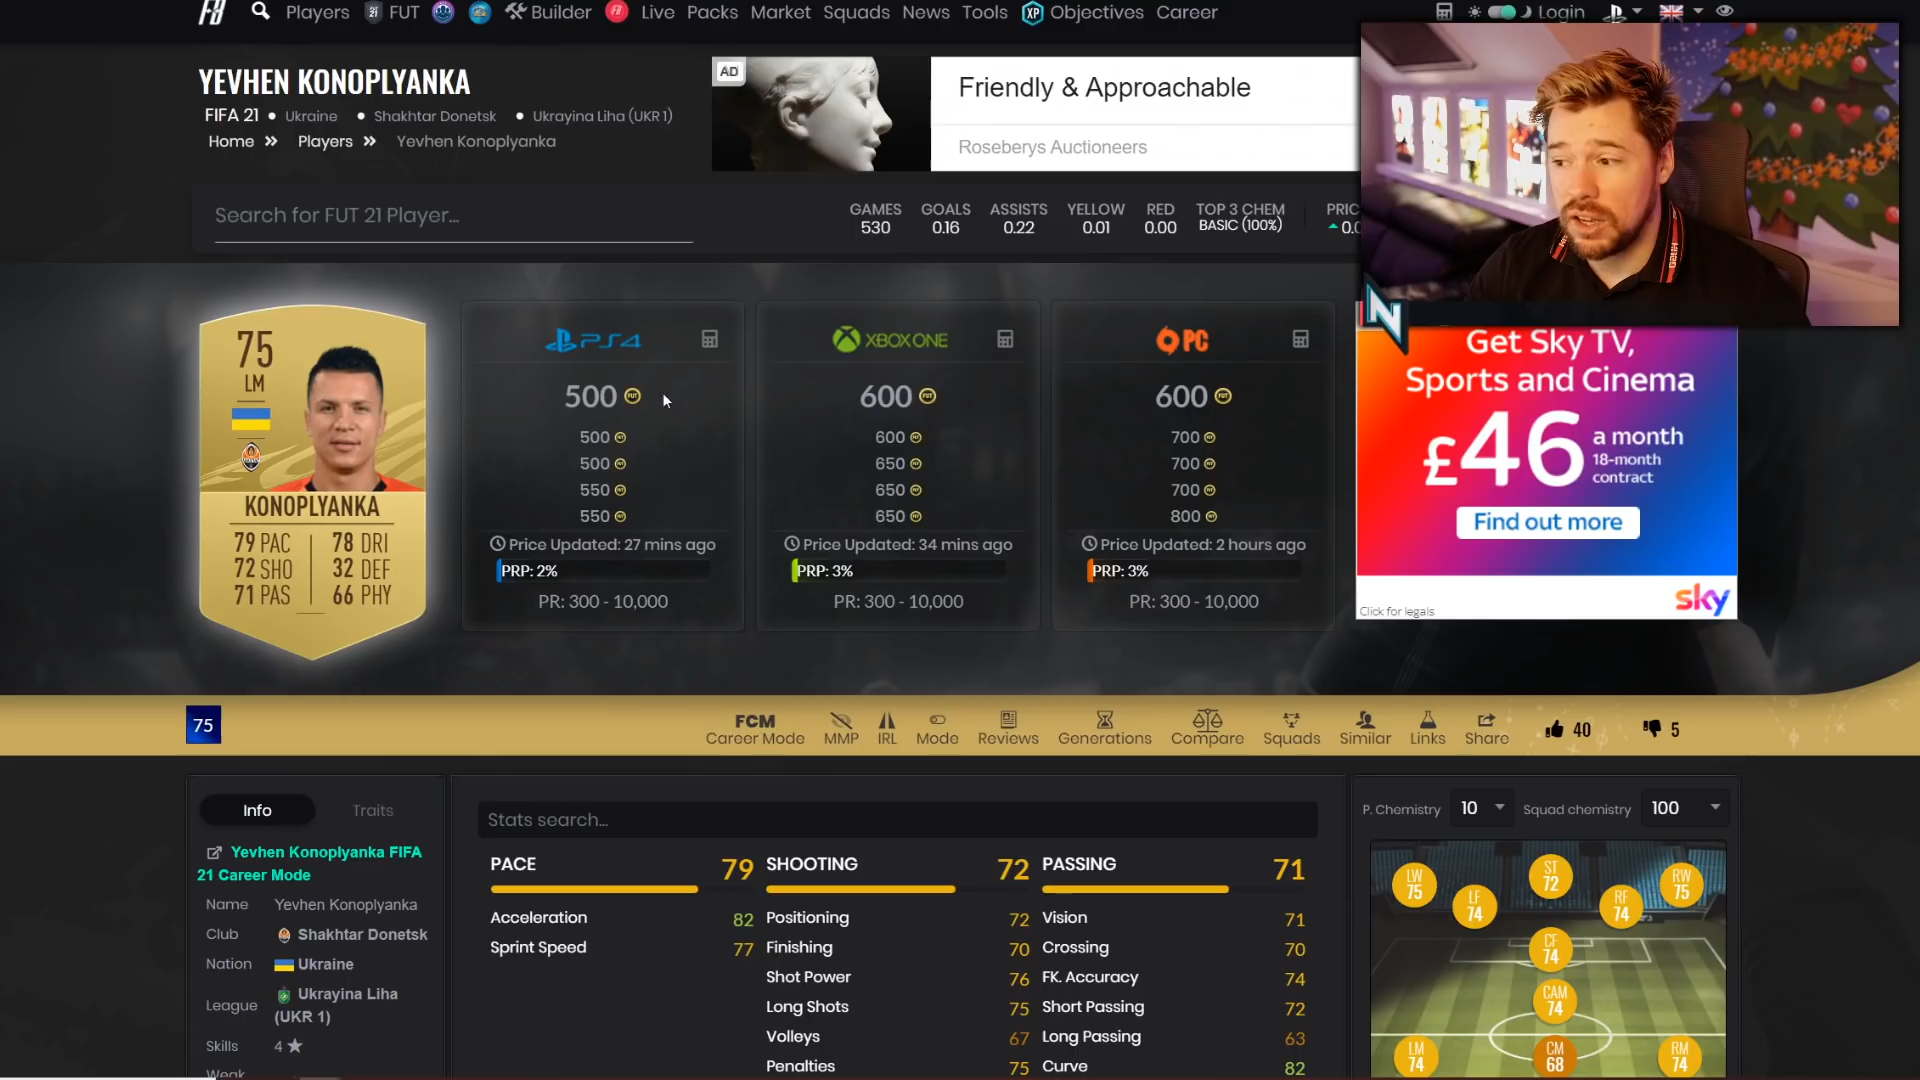 Players FUT Builder Live Packs Market Squads News Tools XP Objectives Career Login
YEVHEN KONOPLYANKA
FIFA 21 • Ukraine • Shakhtar Donetsk • Ukrayina Liha (UKR 1)
Home » Players » Yevhen Konoplyanka
AD
Friendly & Approachable
Roseberys Auctioneers
Search for FUT 21 Player...
GAMES GOALS ASSISTS YELLOW RED TOP 3 CHEM PRIC
530 0.16 0.22 0.01 0.00 BASIC (100%) 0.0
75
LM
KONOPLYANKA
79 PAC 78 DRI
72 SHO 32 DEF
71 PAS 66 PHY
PS4
500
500
500
550
550
Price Updated: 27 mins ago
PRP: 2%
PR: 300 - 10,000
XBOX ONE
600
600
650
650
650
Price Updated: 34 mins ago
PRP: 3%
PR: 300 - 10,000
PC
600
700
700
700
800
Price Updated: 2 hours ago
PRP: 3%
PR: 300 - 10,000
N
Get Sky TV,
Sports and Cinema
£46 a month
18-month
contract
Find out more
Click for legals
sky
75
FCM
Career Mode MMP IRL Mode Reviews Generations Compare Squads Similar Links Share 40 5
Info Traits
Yevhen Konoplyanka FIFA
21 Career Mode
Name Yevhen Konoplyanka
Club Shakhtar Donetsk
Nation Ukraine
League Ukrayina Liha
(UKR 1)
Skills 4
Weak
Stats search...
PACE 79
Acceleration 82
Sprint Speed 77
SHOOTING 72
Positioning 72
Finishing 70
Shot Power 76
Long Shots 75
Volleys 67
Penalties 75
PASSING 71
Vision 71
Crossing 70
FK. Accuracy 74
Short Passing 72
Long Passing 63
Curve 82
P. Chemistry 10 Squad chemistry 100
LW
75
ST
72
RW
75
LF
74
RF
74
CF
74
CAM
74
LM
74
CM
68
RM
74